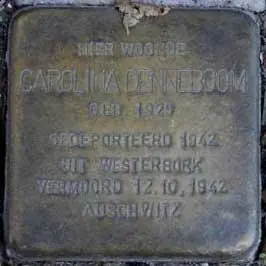 HIER WOONDE
CAROLINA DENNEBOOM
GEB. 1929
GEDEPORTEERD 1942
UIT WESTERBORK
VERMOORD 12.10.1942
AUSCHWITZ